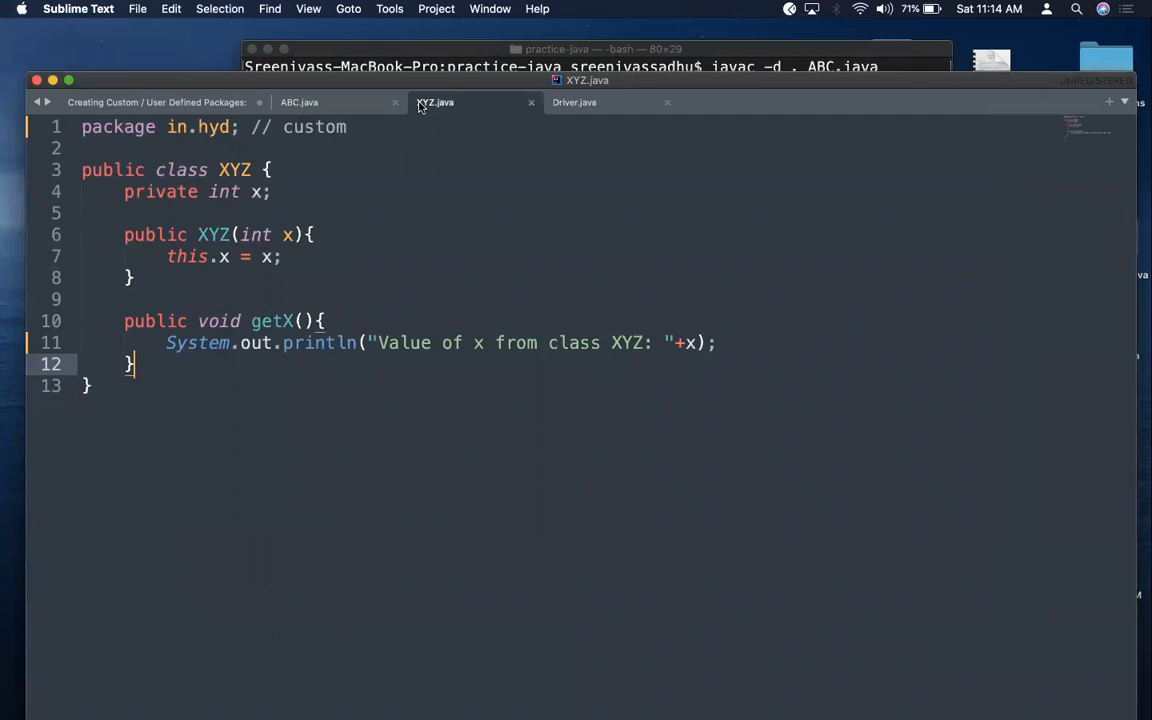 Sublime Text File Edit Selection Find View Goto Tools Project Window Help 71% Sat 11:14 AM
practice-java — -bash — 80×29
Sreenivass-MacBook-Pro:practice-java sreenivassadhu$ javac -d . ABC.java
XYZ.java UNREGISTERED
Creating Custom / User Defined Packages: ABC.java XYZ.java Driver.java
1 package in.hyd; // custom
2
3 public class XYZ {
4 private int x;
5
6 public XYZ(int x){
7 this.x = x;
8 }
9
10 public void getX(){
11 System.out.println("Value of x from class XYZ: "+x);
12 }
13 }